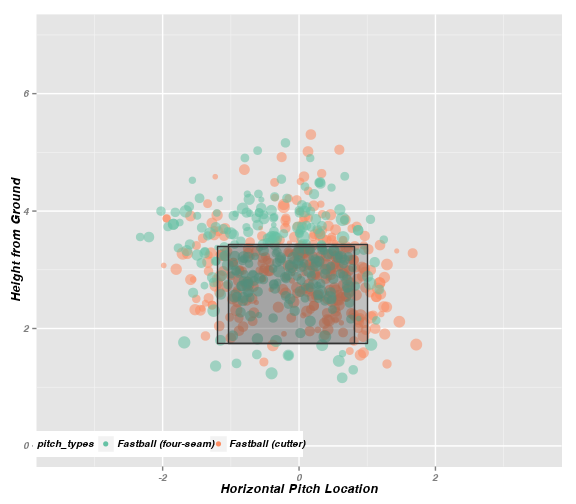 6
4
2
0
Height from Ground
pitch_types Fastball (four-seam) Fastball (cutter)
-2 0 2
Horizontal Pitch Location